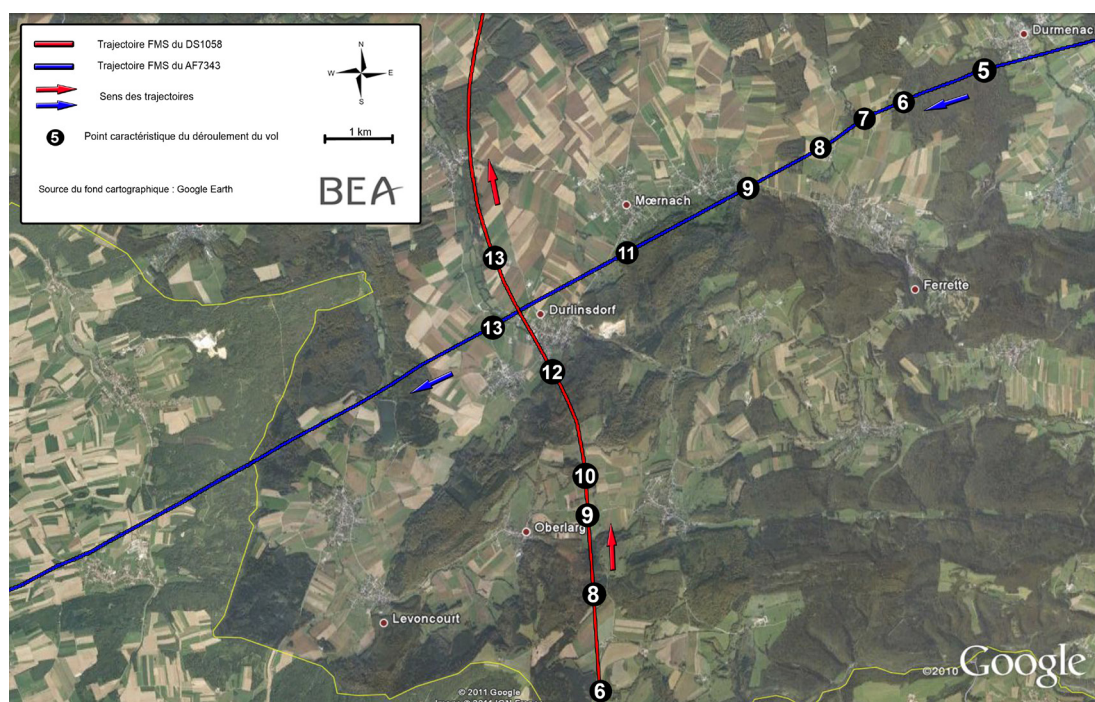 Trajectoire FMS du DS1058
Trajectoire FMS du AF7343
Sens des trajectoires
5
Point caractéristique du déroulement du vol
N
W
E
S
1 km
Source du fond cartographique : Google Earth
BEA
Durmenac
5
6
7
8
9
Mœrnach
11
13
Ferrette
Durlinsdorf
13
12
10
9
Oberlarg
8
Levoncourt
6
©2010 Google
© 2011 Google